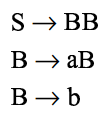 S → BB
B → aB
B → b